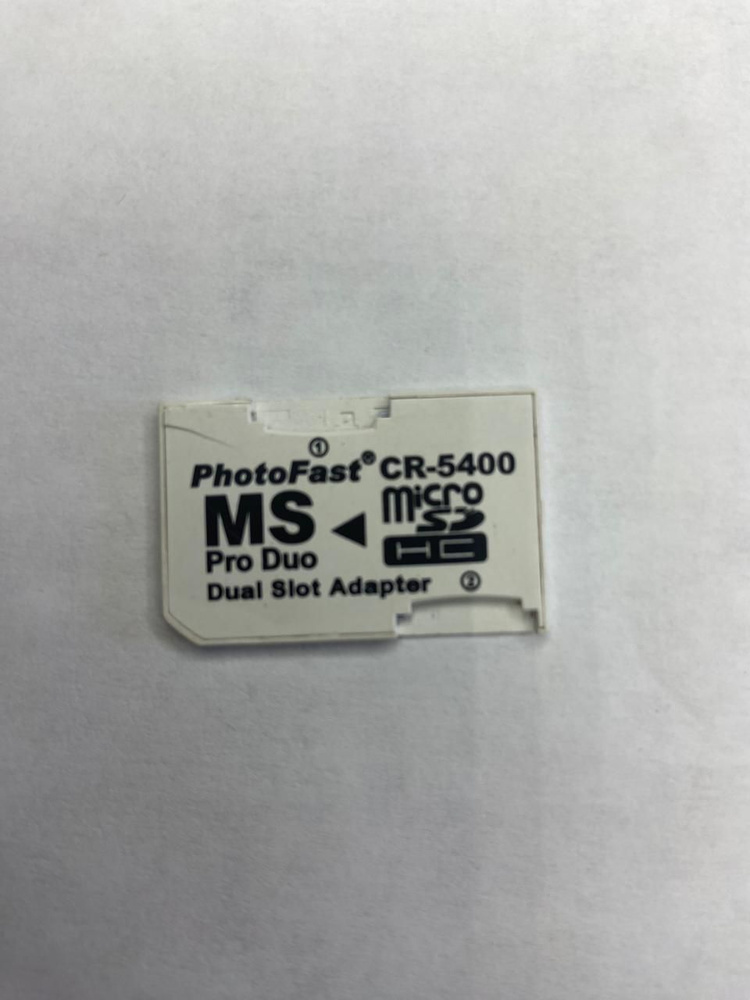 ①
PhotoFast® CR-5400
MS
Pro Duo
micro
SD
HC
Dual Slot Adapter ②